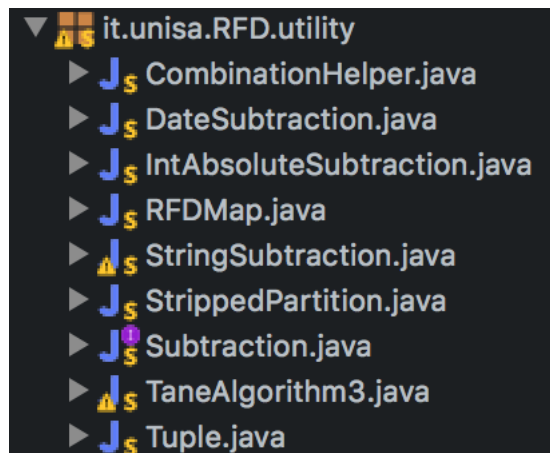 it.unisa.RFD.utility
CombinationHelper.java
DateSubtraction.java
IntAbsoluteSubtraction.java
RFDMap.java
StringSubtraction.java
StrippedPartition.java
Subtraction.java
TaneAlgorithm3.java
Tuple.java